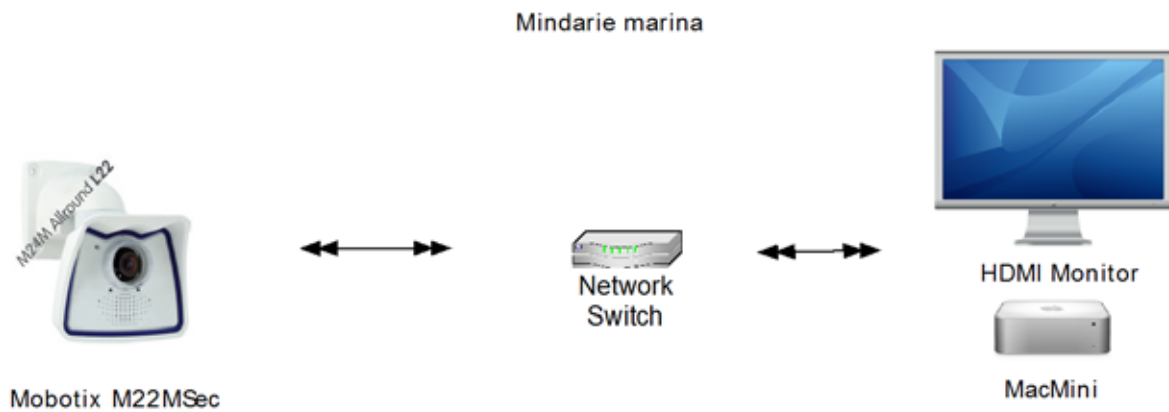 Mindarie marina
M24M Allround L22
Network
Switch
HDMI Monitor
MacMini
Mobotix M22MSec